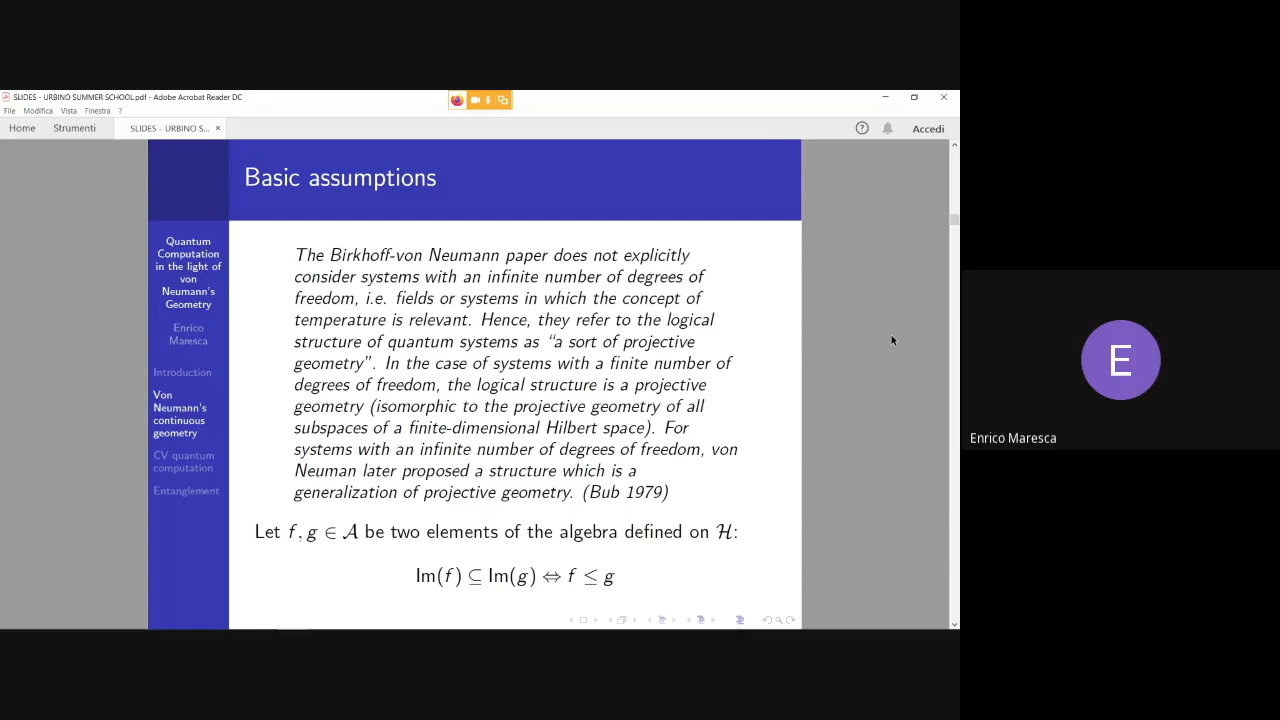 SLIDES - URBINO SUMMER SCHOOL.pdf - Adobe Acrobat Reader DC
File Modifica Vista Finestra ?
Home Strumenti SLIDES - URBINO S... × ? Accedi
Basic assumptions
Quantum
Computation
in the light of
von
Neumann's
Geometry
Enrico
Maresca
Introduction
Von
Neumann's
continuous
geometry
CV quantum
computation
Entanglement
The Birkhoff-von Neumann paper does not explicitly
consider systems with an infinite number of degrees of
freedom, i.e. fields or systems in which the concept of
temperature is relevant. Hence, they refer to the logical
structure of quantum systems as “a sort of projective
geometry”. In the case of systems with a finite number of
degrees of freedom, the logical structure is a projective
geometry (isomorphic to the projective geometry of all
subspaces of a finite-dimensional Hilbert space). For
systems with an infinite number of degrees of freedom, von
Neuman later proposed a structure which is a
generalization of projective geometry. (Bub 1979)
Let f, g ∈ 𝒜 be two elements of the algebra defined on ℋ:
Im(f) ⊆ Im(g) ⇔ f ≤ g
E
Enrico Maresca